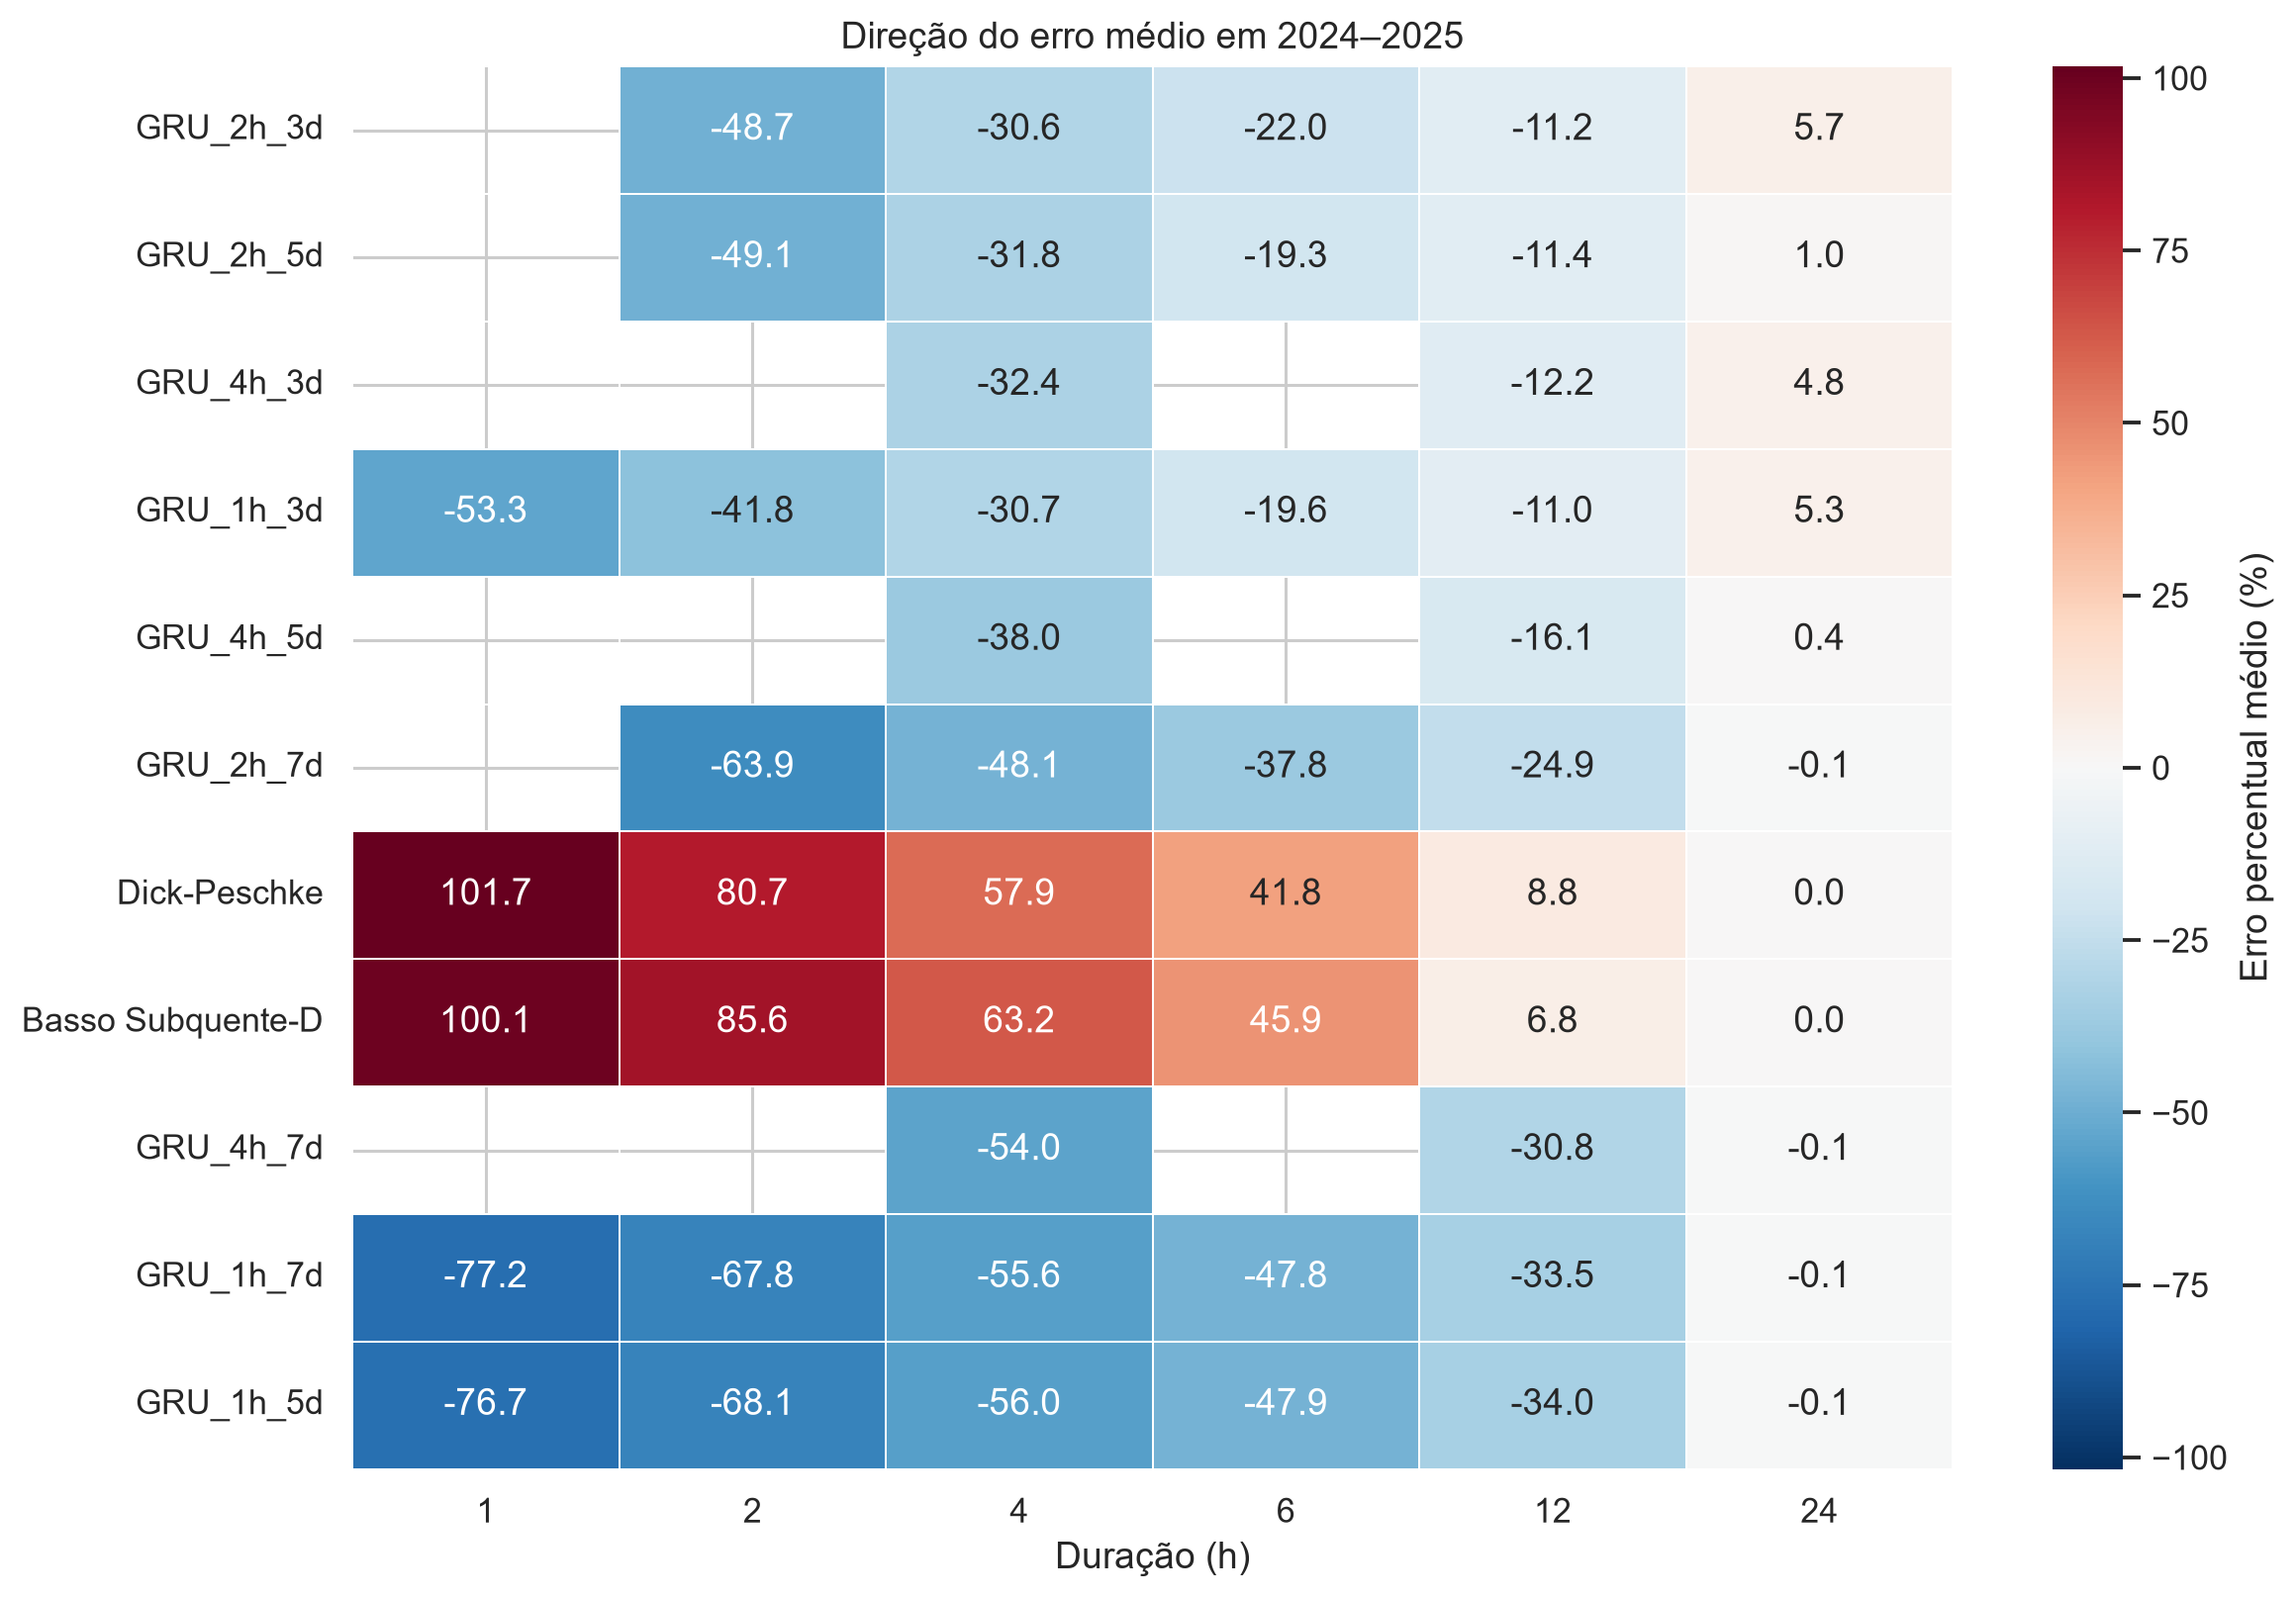 Direção do erro médio em 2024–2025
GRU_2h_3d -48.7 -30.6 -22.0 -11.2 5.7
GRU_2h_5d -49.1 -31.8 -19.3 -11.4 1.0
GRU_4h_3d -32.4 -12.2 4.8
GRU_1h_3d -53.3 -41.8 -30.7 -19.6 -11.0 5.3
GRU_4h_5d -38.0 -16.1 0.4
GRU_2h_7d -63.9 -48.1 -37.8 -24.9 -0.1
Dick-Peschke 101.7 80.7 57.9 41.8 8.8 0.0
Basso Subquente-D 100.1 85.6 63.2 45.9 6.8 0.0
GRU_4h_7d -54.0 -30.8 -0.1
GRU_1h_7d -77.2 -67.8 -55.6 -47.8 -33.5 -0.1
GRU_1h_5d -76.7 -68.1 -56.0 -47.9 -34.0 -0.1
1 2 4 6 12 24
Duração (h)
100
75
50
25
0
−25
−50
−75
−100
Erro percentual médio (%)